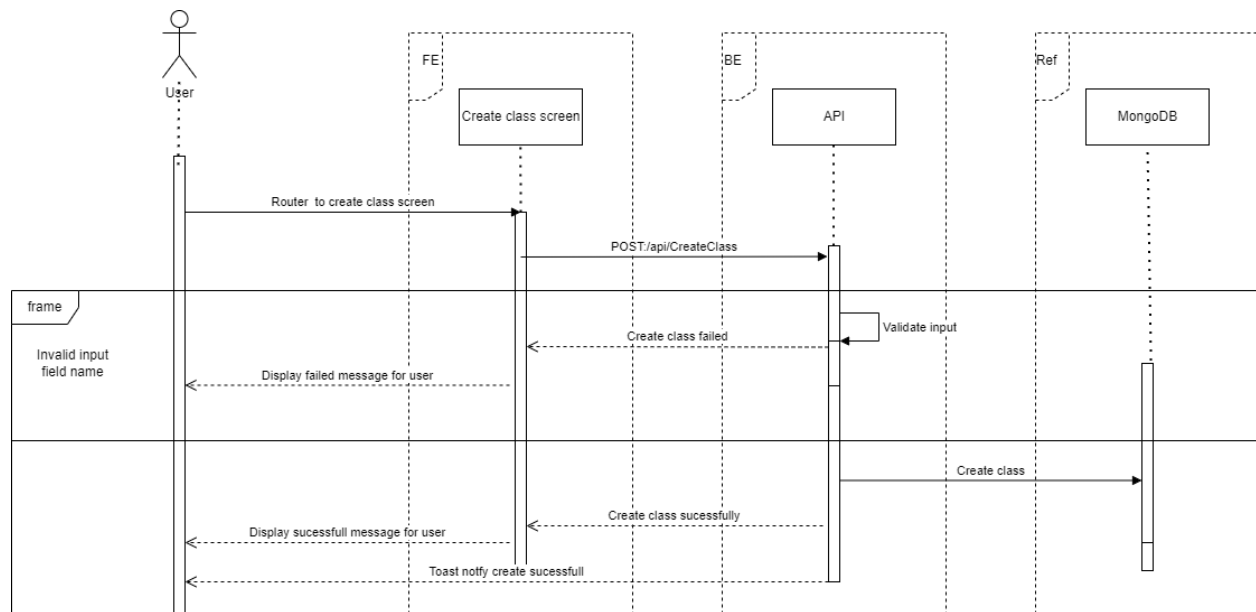 FE
BE
Ref
User
Create class screen
API
MongoDB
Router to create class screen
POST:/api/CreateClass
frame
Validate input
Create class failed
Invalid input
field name
Display failed message for user
Create class
Create class sucessfully
Display sucessfull message for user
Toast notfy create sucessfull